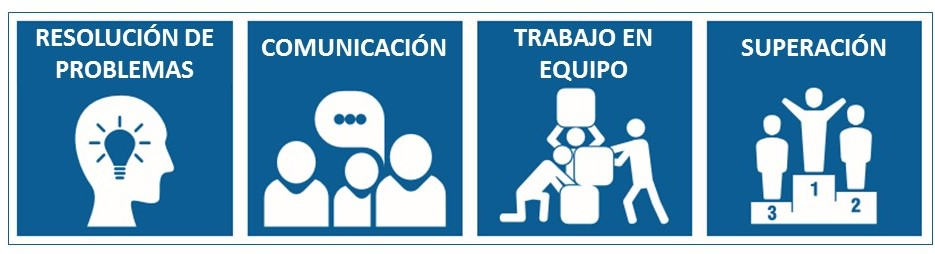 RESOLUCIÓN DE
PROBLEMAS
COMUNICACIÓN
TRABAJO EN
EQUIPO
SUPERACIÓN
3
1
2